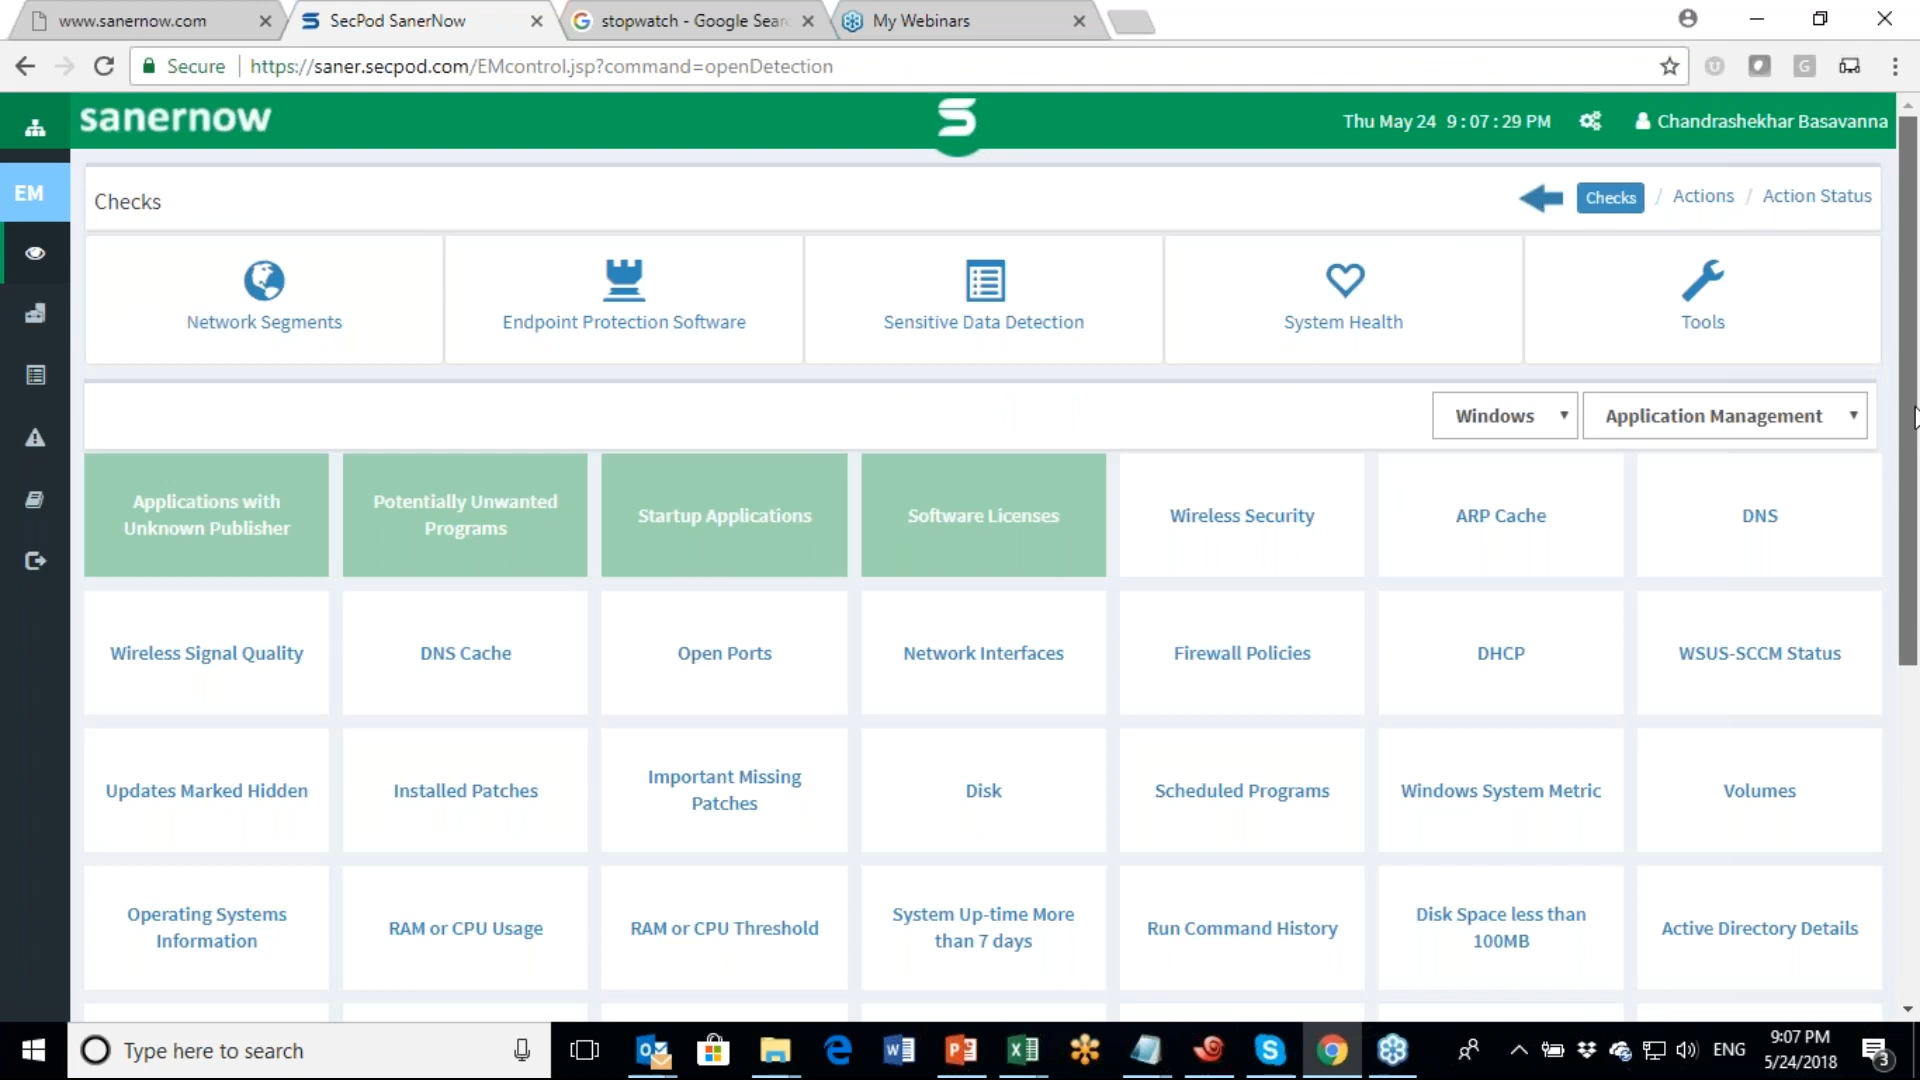 www.sanernow.com
SecPod SanerNow
stopwatch - Google Sear
My Webinars
Secure
https://saner.secpod.com/EMcontrol.jsp?command=openDetection
sanernow
Thu May 24 9:07:29 PM
Chandrashekhar Basavanna
EM
Checks
Checks / Actions / Action Status
Network Segments
Endpoint Protection Software
Sensitive Data Detection
System Health
Tools
Windows
Application Management
Applications with
Unknown Publisher
Potentially Unwanted
Programs
Startup Applications
Software Licenses
Wireless Security
ARP Cache
DNS
Wireless Signal Quality
DNS Cache
Open Ports
Network Interfaces
Firewall Policies
DHCP
WSUS-SCCM Status
Updates Marked Hidden
Installed Patches
Important Missing
Patches
Disk
Scheduled Programs
Windows System Metric
Volumes
Operating Systems
Information
RAM or CPU Usage
RAM or CPU Threshold
System Up-time More
than 7 days
Run Command History
Disk Space less than
100MB
Active Directory Details
Type here to search
ENG
9:07 PM
5/24/2018
3